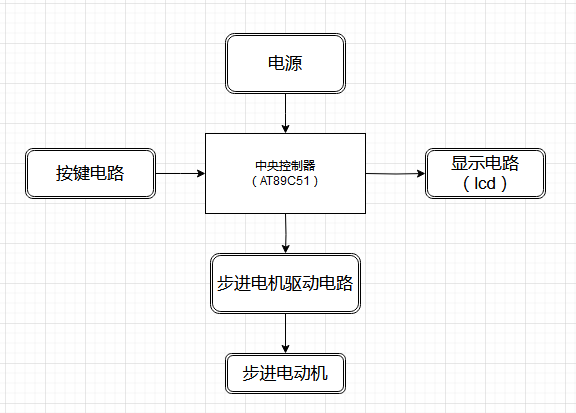 电源
按键电路
中央控制器
（AT89C51）
显示电路
（lcd）
步进电机驱动电路
步进电动机